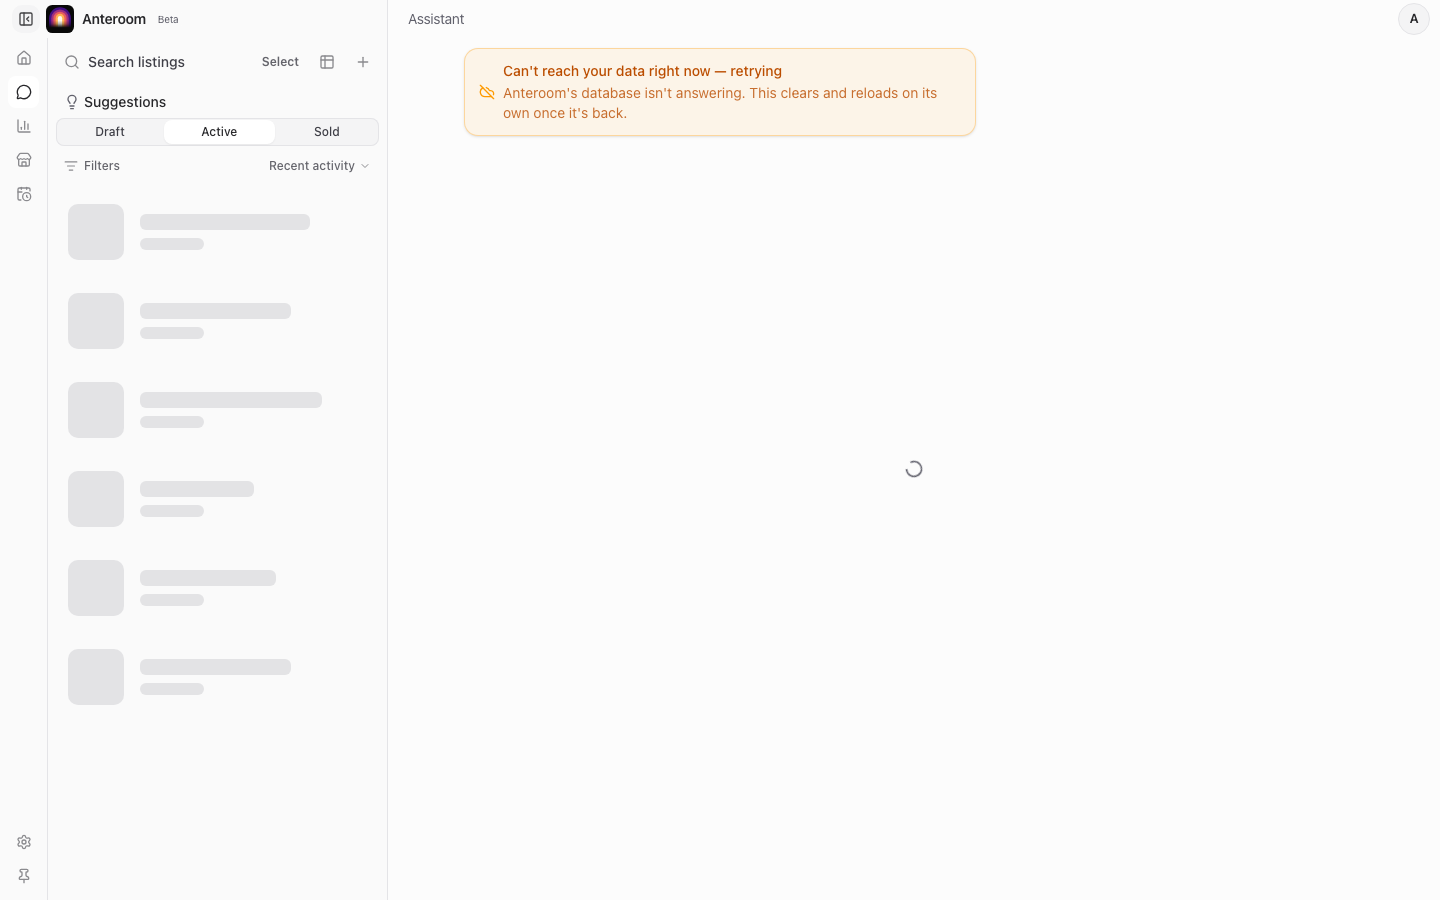 Anteroom Beta
Assistant
A
Search listings
Select
Suggestions
Draft
Active
Sold
Filters
Recent activity
Can't reach your data right now — retrying
Anteroom's database isn't answering. This clears and reloads on its
own once it's back.